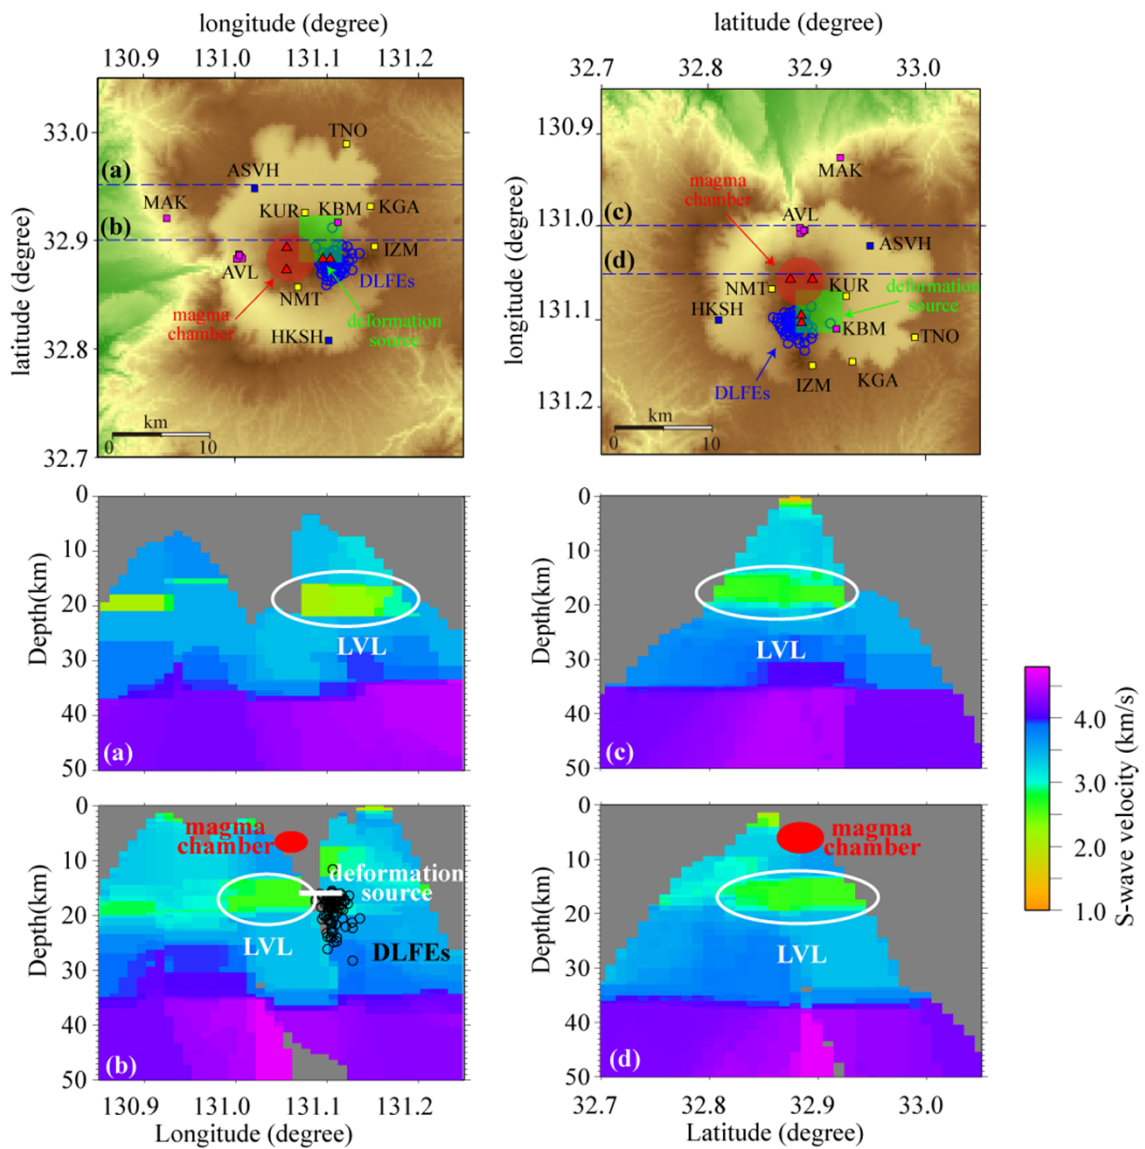 longitude (degree)
130.9 131.0 131.1 131.2
latitude (degree)
33.0
32.9
32.8
32.7
(a)
(b)
TNO
ASVH
MAK
KUR KBM KGA
IZM
AVL
DLFEs
NMT
magma
chamber
deformation
source
HKSH
km
0 10
latitude (degree)
32.7 32.8 32.9 33.0
longitude (degree)
130.9
131.0
131.1
131.2
(c)
(d)
MAK
magma
chamber
AVL
ASVH
NMT KUR
deformation
source
HKSH
KBM
TNO
DLFEs
IZM KGA
km
0 10
Depth(km)
0
10
20
30
40
50
LVL
(a)
Depth(km)
0
10
20
30
40
50
LVL
(c)
Depth(km)
0
10
20
30
40
50
magma
chamber
deformation
source
LVL
DLFEs
(b)
130.9 131.0 131.1 131.2
Longitude (degree)
Depth(km)
0
10
20
30
40
50
magma
chamber
LVL
(d)
32.7 32.8 32.9 33.0
Latitude (degree)
4.0
3.0
2.0
1.0
S-wave velocity (km/s)